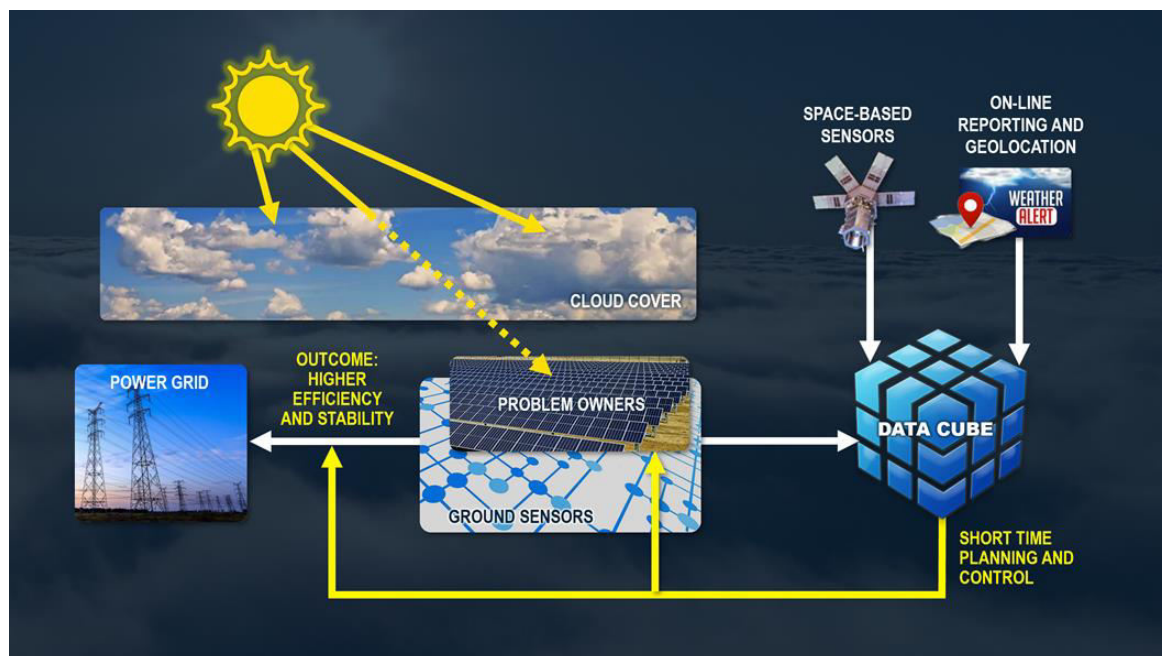 SPACE-BASED
SENSORS
ON-LINE
REPORTING AND
GEOLOCATION
WEATHER
ALERT
CLOUD COVER
POWER GRID
OUTCOME:
HIGHER
EFFICIENCY
AND STABILITY
PROBLEM OWNERS
GROUND SENSORS
DATA CUBE
SHORT TIME
PLANNING AND
CONTROL